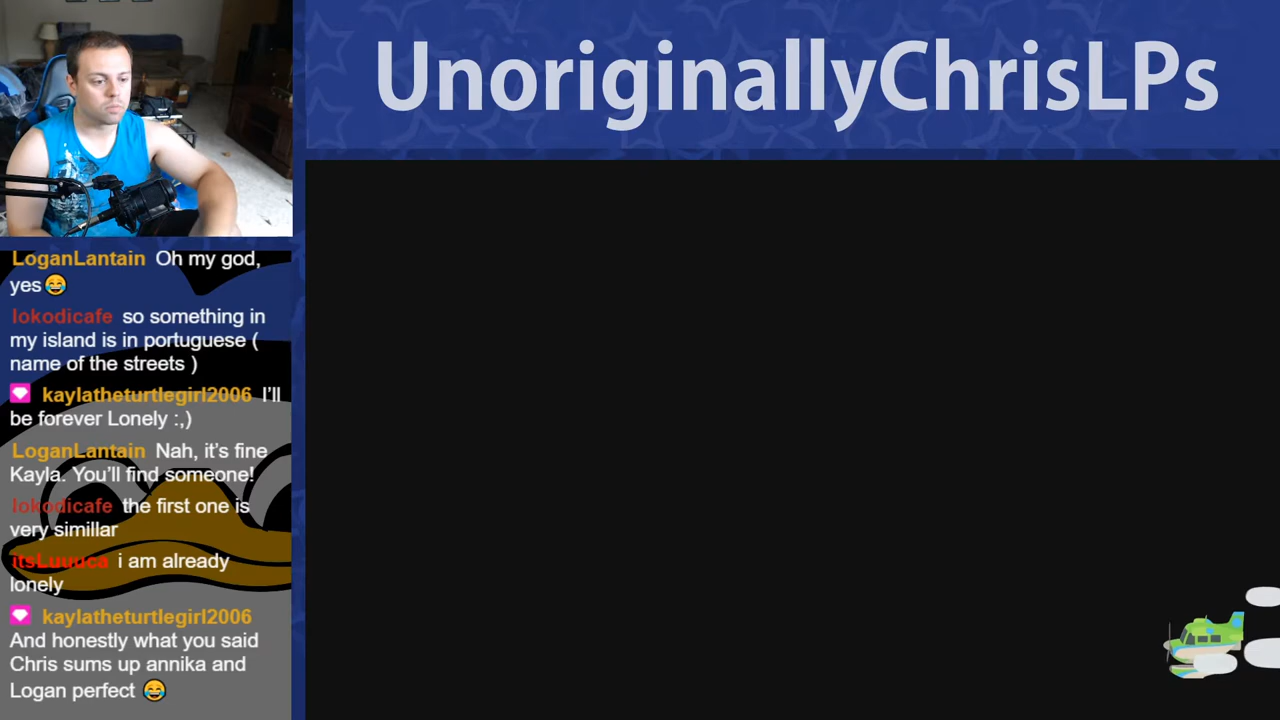 UnoriginallyChrisLPs
LoganLantain Oh my god,
yes😂
lokodicafe so something in
my island is in portuguese (
name of the streets )
kaylatheturtlegirl2006 I’ll
be forever Lonely :,)
LoganLantain Nah, it’s fine
Kayla. You’ll find someone!
lokodicafe the first one is
very simillar
itsLuuuca i am already
lonely
kaylatheturtlegirl2006
And honestly what you said
Chris sums up annika and
Logan perfect 😂